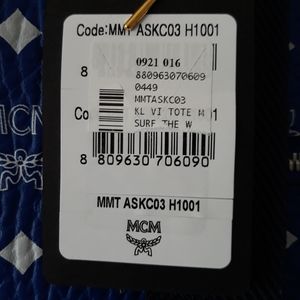 Code:MMT ASKC03 H1001
8
0921 016
880963070609
0449
MMTASKC03
Co
KL VI TOTE M
1
SURF THE W
8 809630 706090
MMT ASKC03 H1001
MCM
MCM